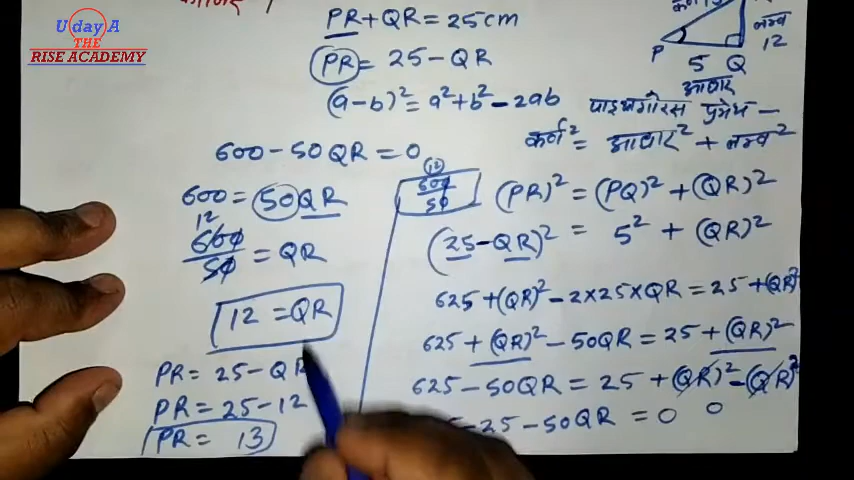 Uday A
THE
RISE ACADEMY
PR + QR = 25cm
PR = 25 - QR
(a-b)² = a² + b² - 2ab
P
5 Q
आधार
लम्ब
12
पाइथागोरस प्रमेय -
कर्ण² = आधार² + लम्ब²
(PR)² = (PQ)² + (QR)²
(25-QR)² = 5² + (QR)²
625 + (QR)² - 2×25×QR = 25 + (QR)²
625 + (QR)² - 50QR = 25 + (QR)²
625 - 50QR = 25 + (QR)² - (QR)²
-25 - 50QR = 0
0
600 - 50QR = 0
12
600
50
600 = 50QR
12
600
50
= QR
12 = QR
PR = 25 - QR
PR = 25 - 12
PR = 13